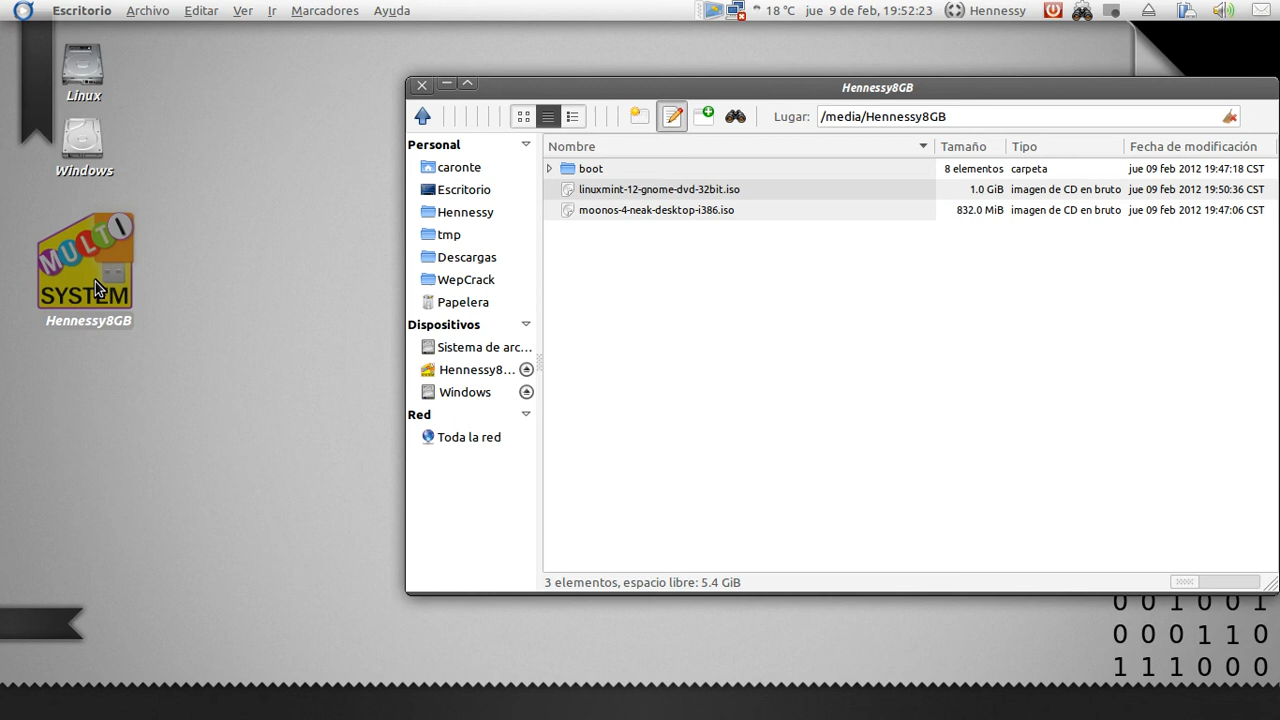 Escritorio Archivo Editar Ver Ir Marcadores Ayuda 18 °C jue 9 de feb, 19:52:23 Hennessy
Linux
Windows
MULTI
SYSTEM
Hennessy8GB
Hennessy8GB
Lugar: /media/Hennessy8GB
Personal
caronte
Escritorio
Hennessy
tmp
Descargas
WepCrack
Papelera
Dispositivos
Sistema de arc...
Hennessy8...
Windows
Red
Toda la red
Nombre Tamaño Tipo Fecha de modificación
boot 8 elementos carpeta jue 09 feb 2012 19:47:18 CST
linuxmint-12-gnome-dvd-32bit.iso 1.0 GiB imagen de CD en bruto jue 09 feb 2012 19:50:36 CST
moonos-4-neak-desktop-i386.iso 832.0 MiB imagen de CD en bruto jue 09 feb 2012 19:47:06 CST
3 elementos, espacio libre: 5.4 GiB
0 0 1 0 0 1
0 0 0 1 1 0
1 1 1 0 0 0